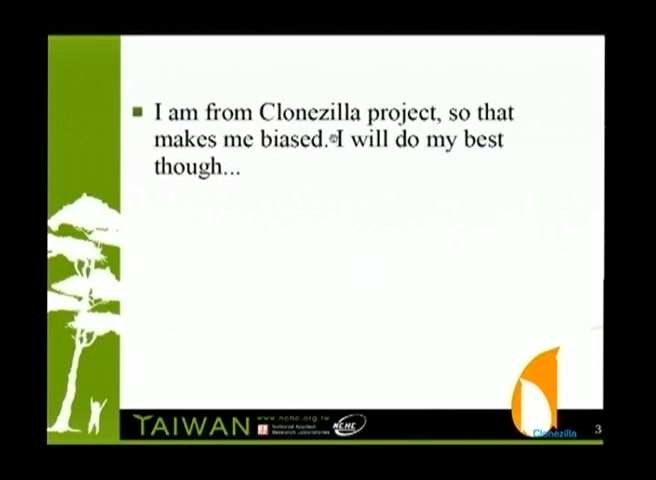 I am from Clonezilla project, so that
makes me biased. I will do my best
though...
TAIWAN
www.nchc.org.tw
National Applied
Research Laboratories
NCHC
Clonezilla
3